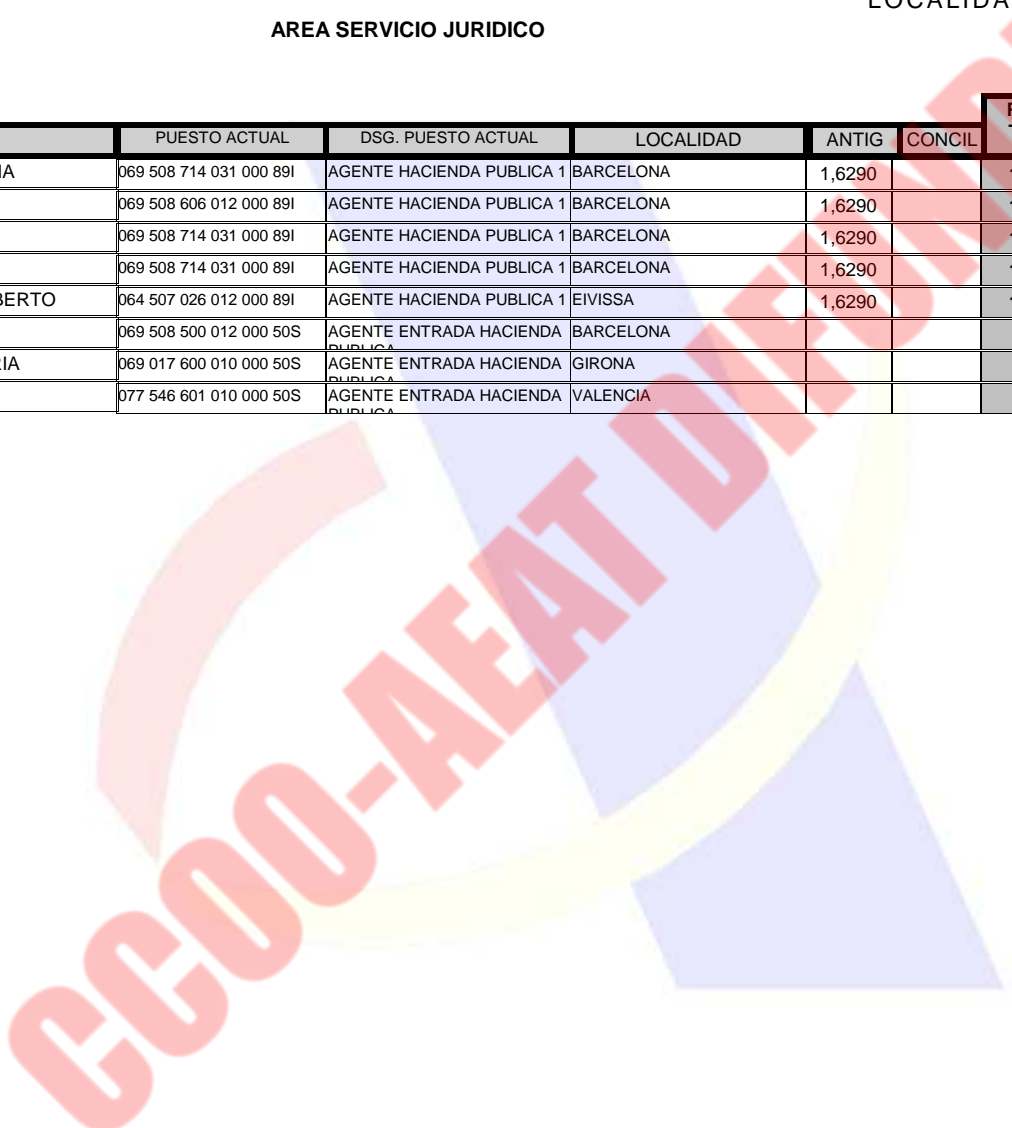 LOCALIDA
AREA SERVICIO JURIDICO
PUESTO ACTUAL DSG. PUESTO ACTUAL LOCALIDAD ANTIG CONCIL
069 508 714 031 000 89I AGENTE HACIENDA PUBLICA 1 BARCELONA 1,6290
069 508 606 012 000 89I AGENTE HACIENDA PUBLICA 1 BARCELONA 1,6290
069 508 714 031 000 89I AGENTE HACIENDA PUBLICA 1 BARCELONA 1,6290
069 508 714 031 000 89I AGENTE HACIENDA PUBLICA 1 BARCELONA 1,6290
BERTO 064 507 026 012 000 89I AGENTE HACIENDA PUBLICA 1 EIVISSA 1,6290
069 508 500 012 000 50S AGENTE ENTRADA HACIENDA BARCELONA
PUBLICA
RIA 069 017 600 010 000 50S AGENTE ENTRADA HACIENDA GIRONA
PUBLICA
077 546 601 010 000 50S AGENTE ENTRADA HACIENDA VALENCIA
PUBLICA
CCOO-AEAT DIFUND